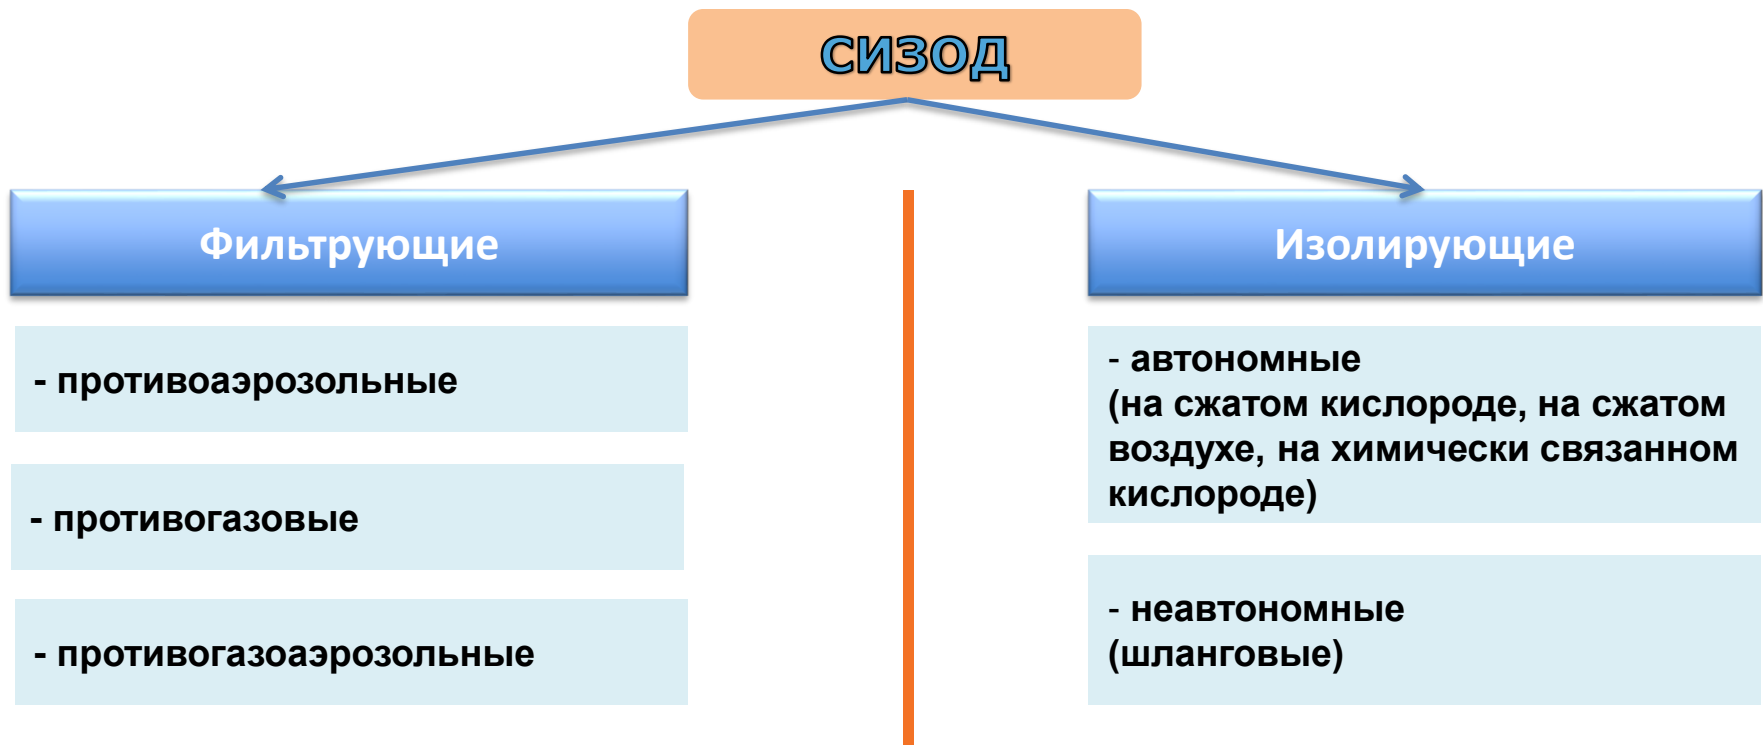 СИЗОД
Фильтрующие
- противоаэрозольные
- противогазовые
- противогазоаэрозольные
Изолирующие
- автономные
(на сжатом кислороде, на сжатом
воздухе, на химически связанном
кислороде)
- неавтономные
(шланговые)